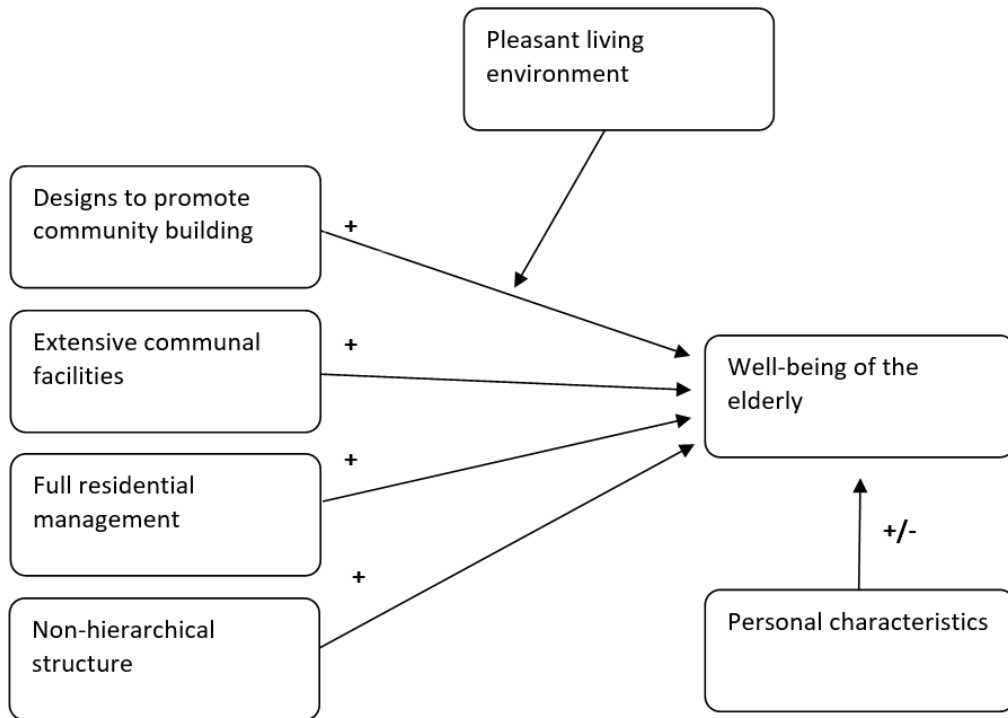 Pleasant living
environment
Designs to promote
community building
+
Extensive communal
facilities
+
Well-being of the
elderly
Full residential
management
+
+/-
Non-hierarchical
structure
+
Personal characteristics